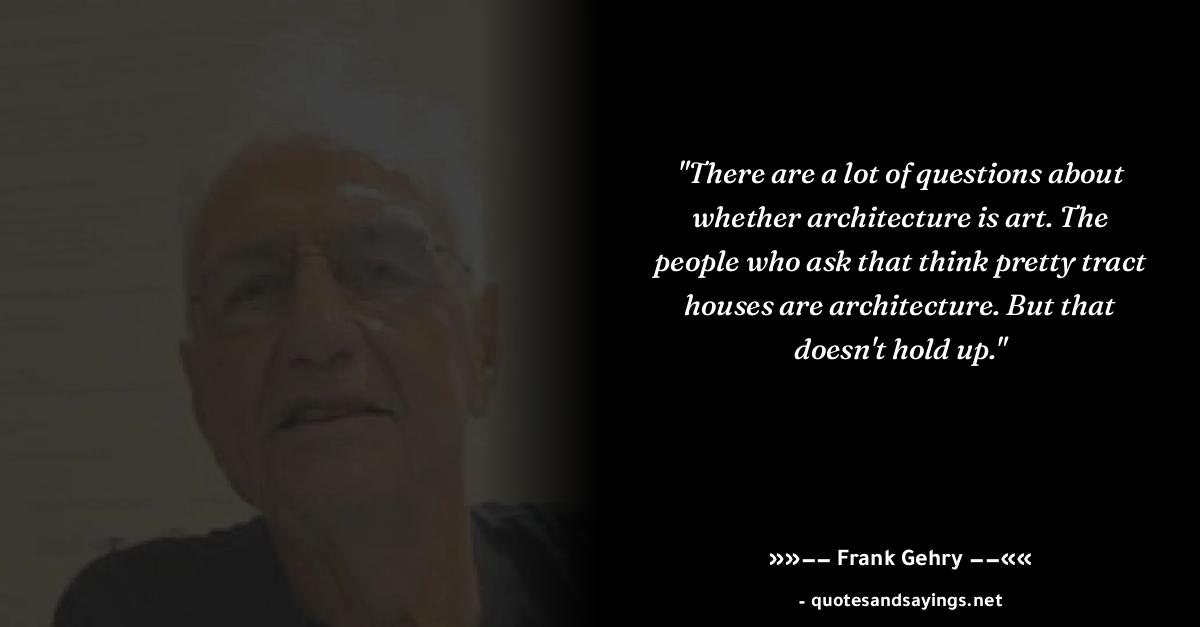 "There are a lot of questions about
whether architecture is art. The
people who ask that think pretty tract
houses are architecture. But that
doesn't hold up."
»»−− Frank Gehry −−««
- quotesandsayings.net